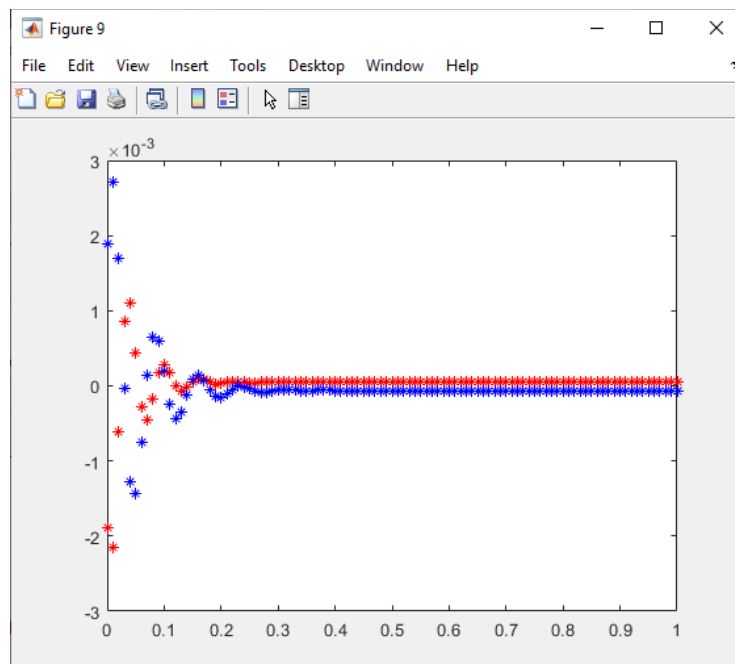 Figure 9
File Edit View Insert Tools Desktop Window Help
×10⁻³
3
2
1
0
-1
-2
-3
0 0.1 0.2 0.3 0.4 0.5 0.6 0.7 0.8 0.9 1